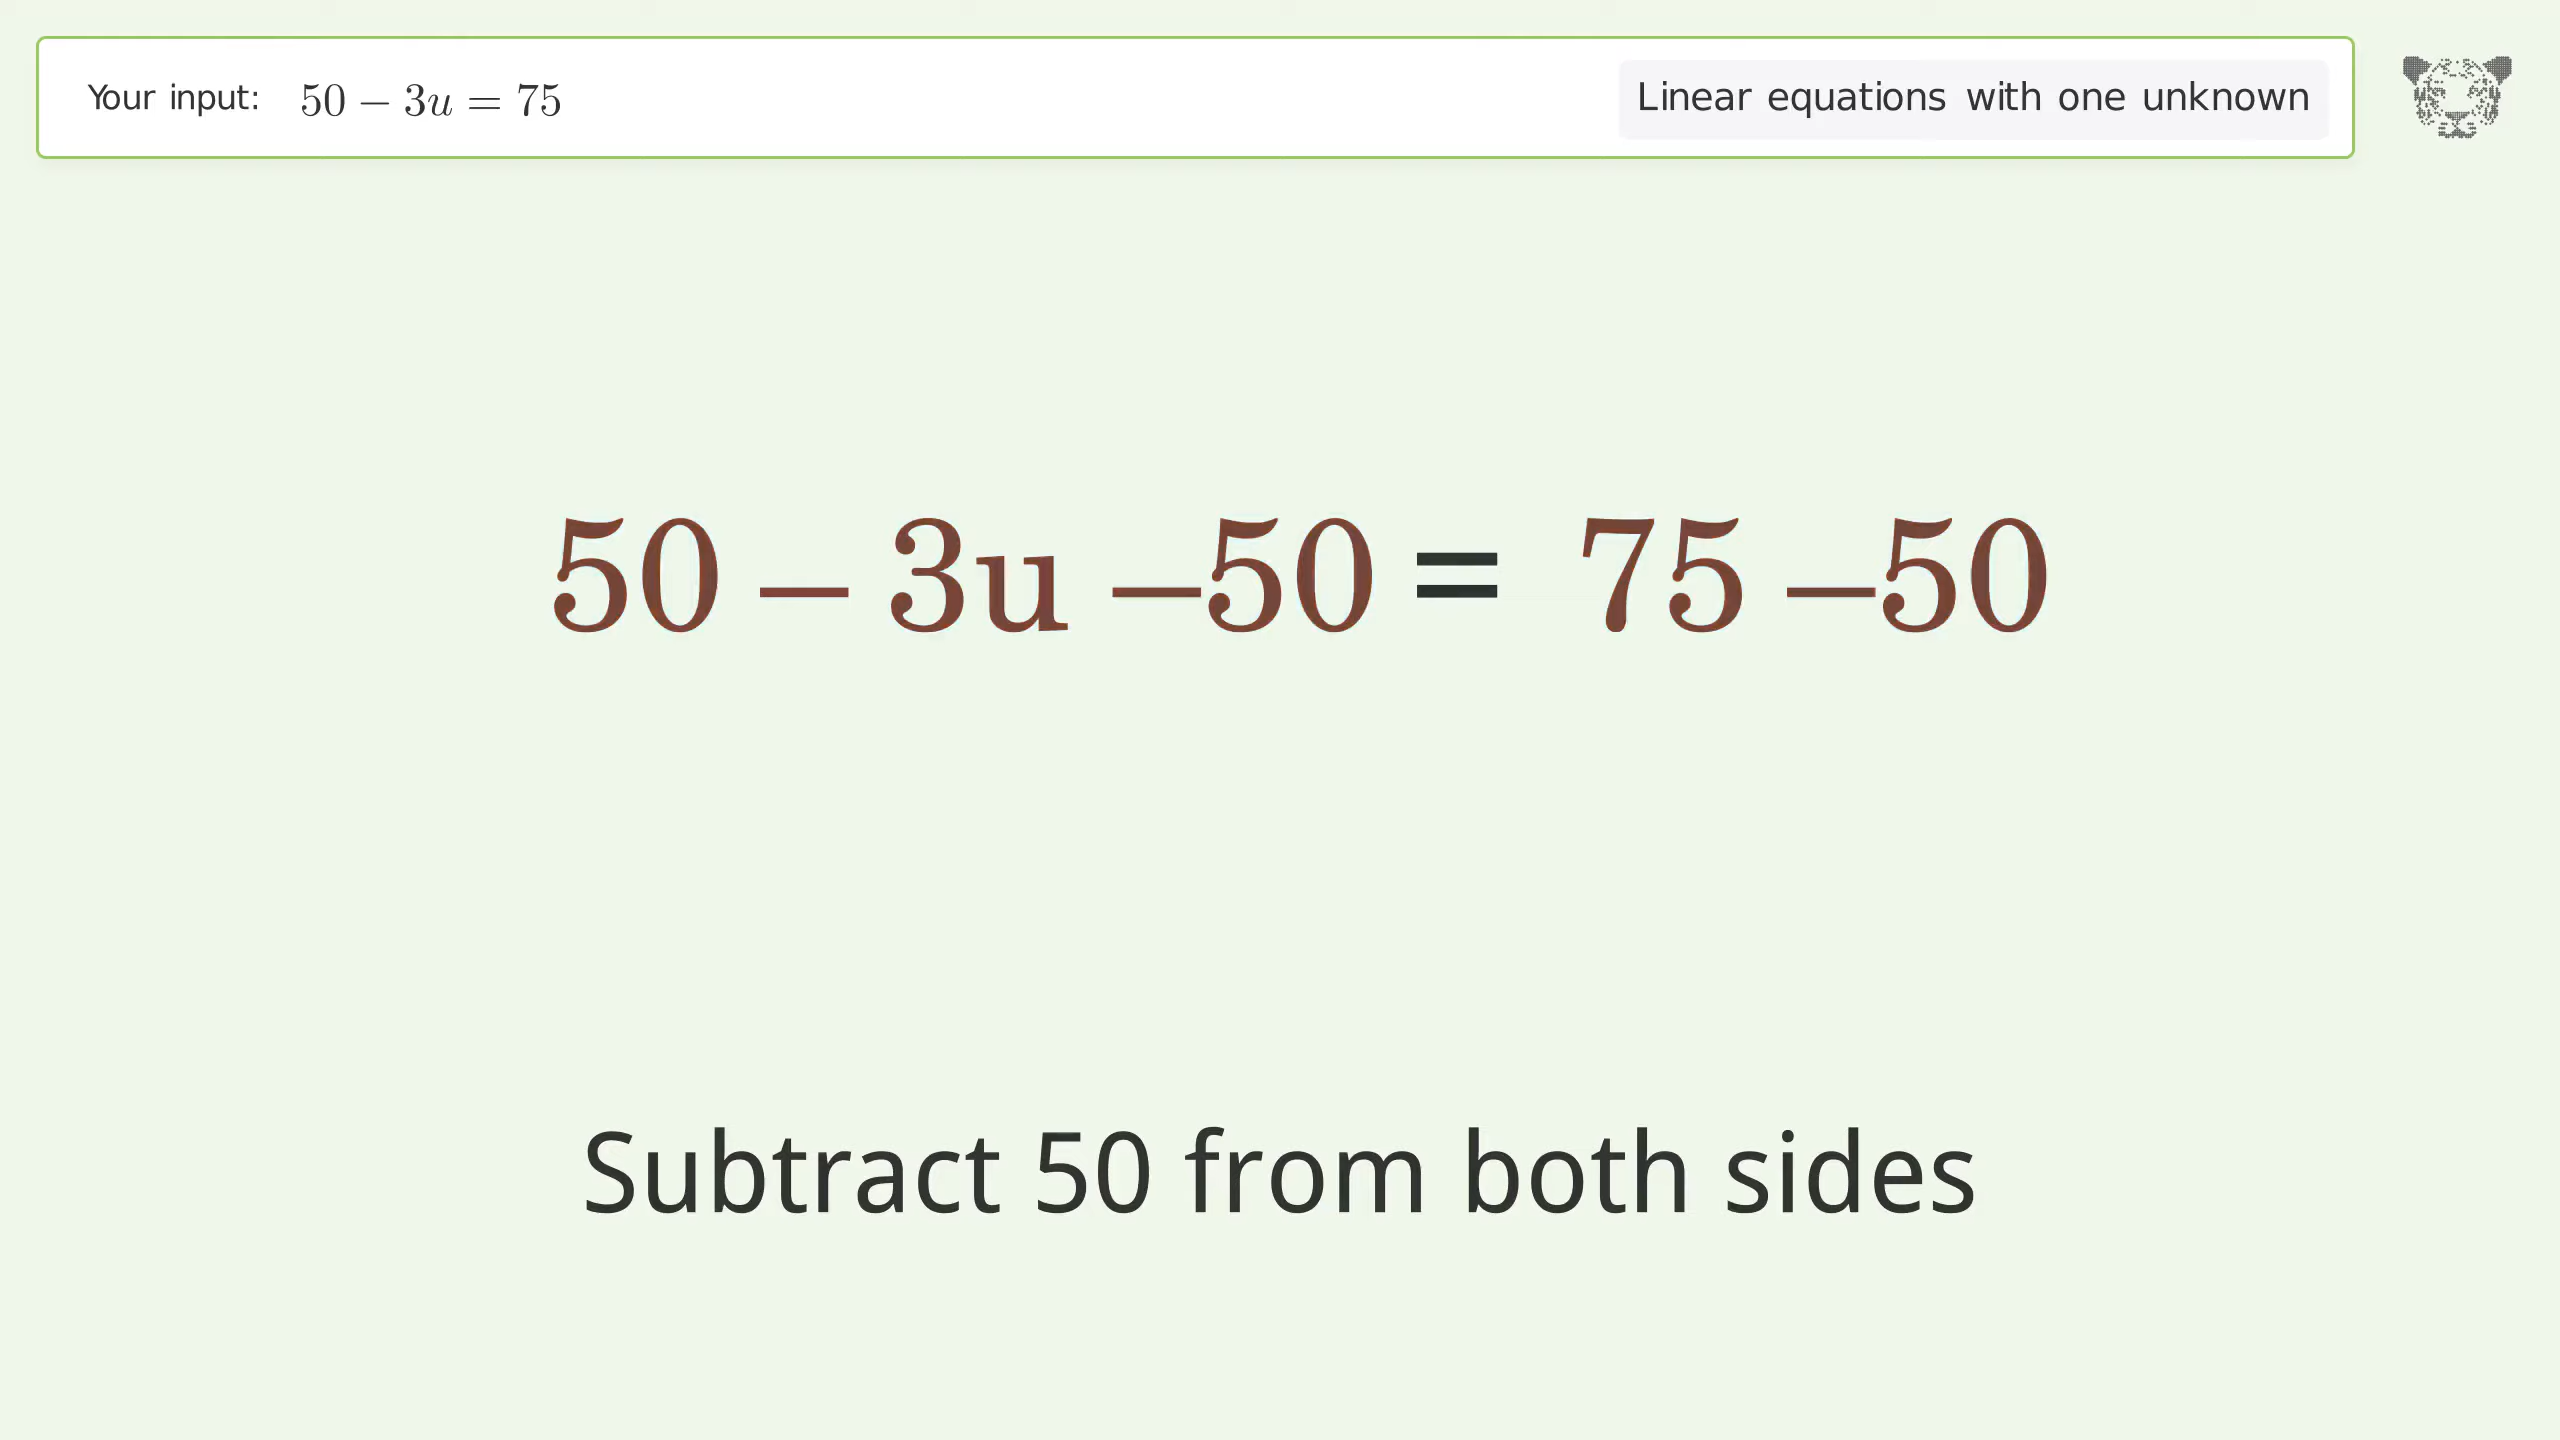 Your input: 50 – 3u = 75
Linear equations with one unknown
50 – 3u –50 = 75 –50
Subtract 50 from both sides